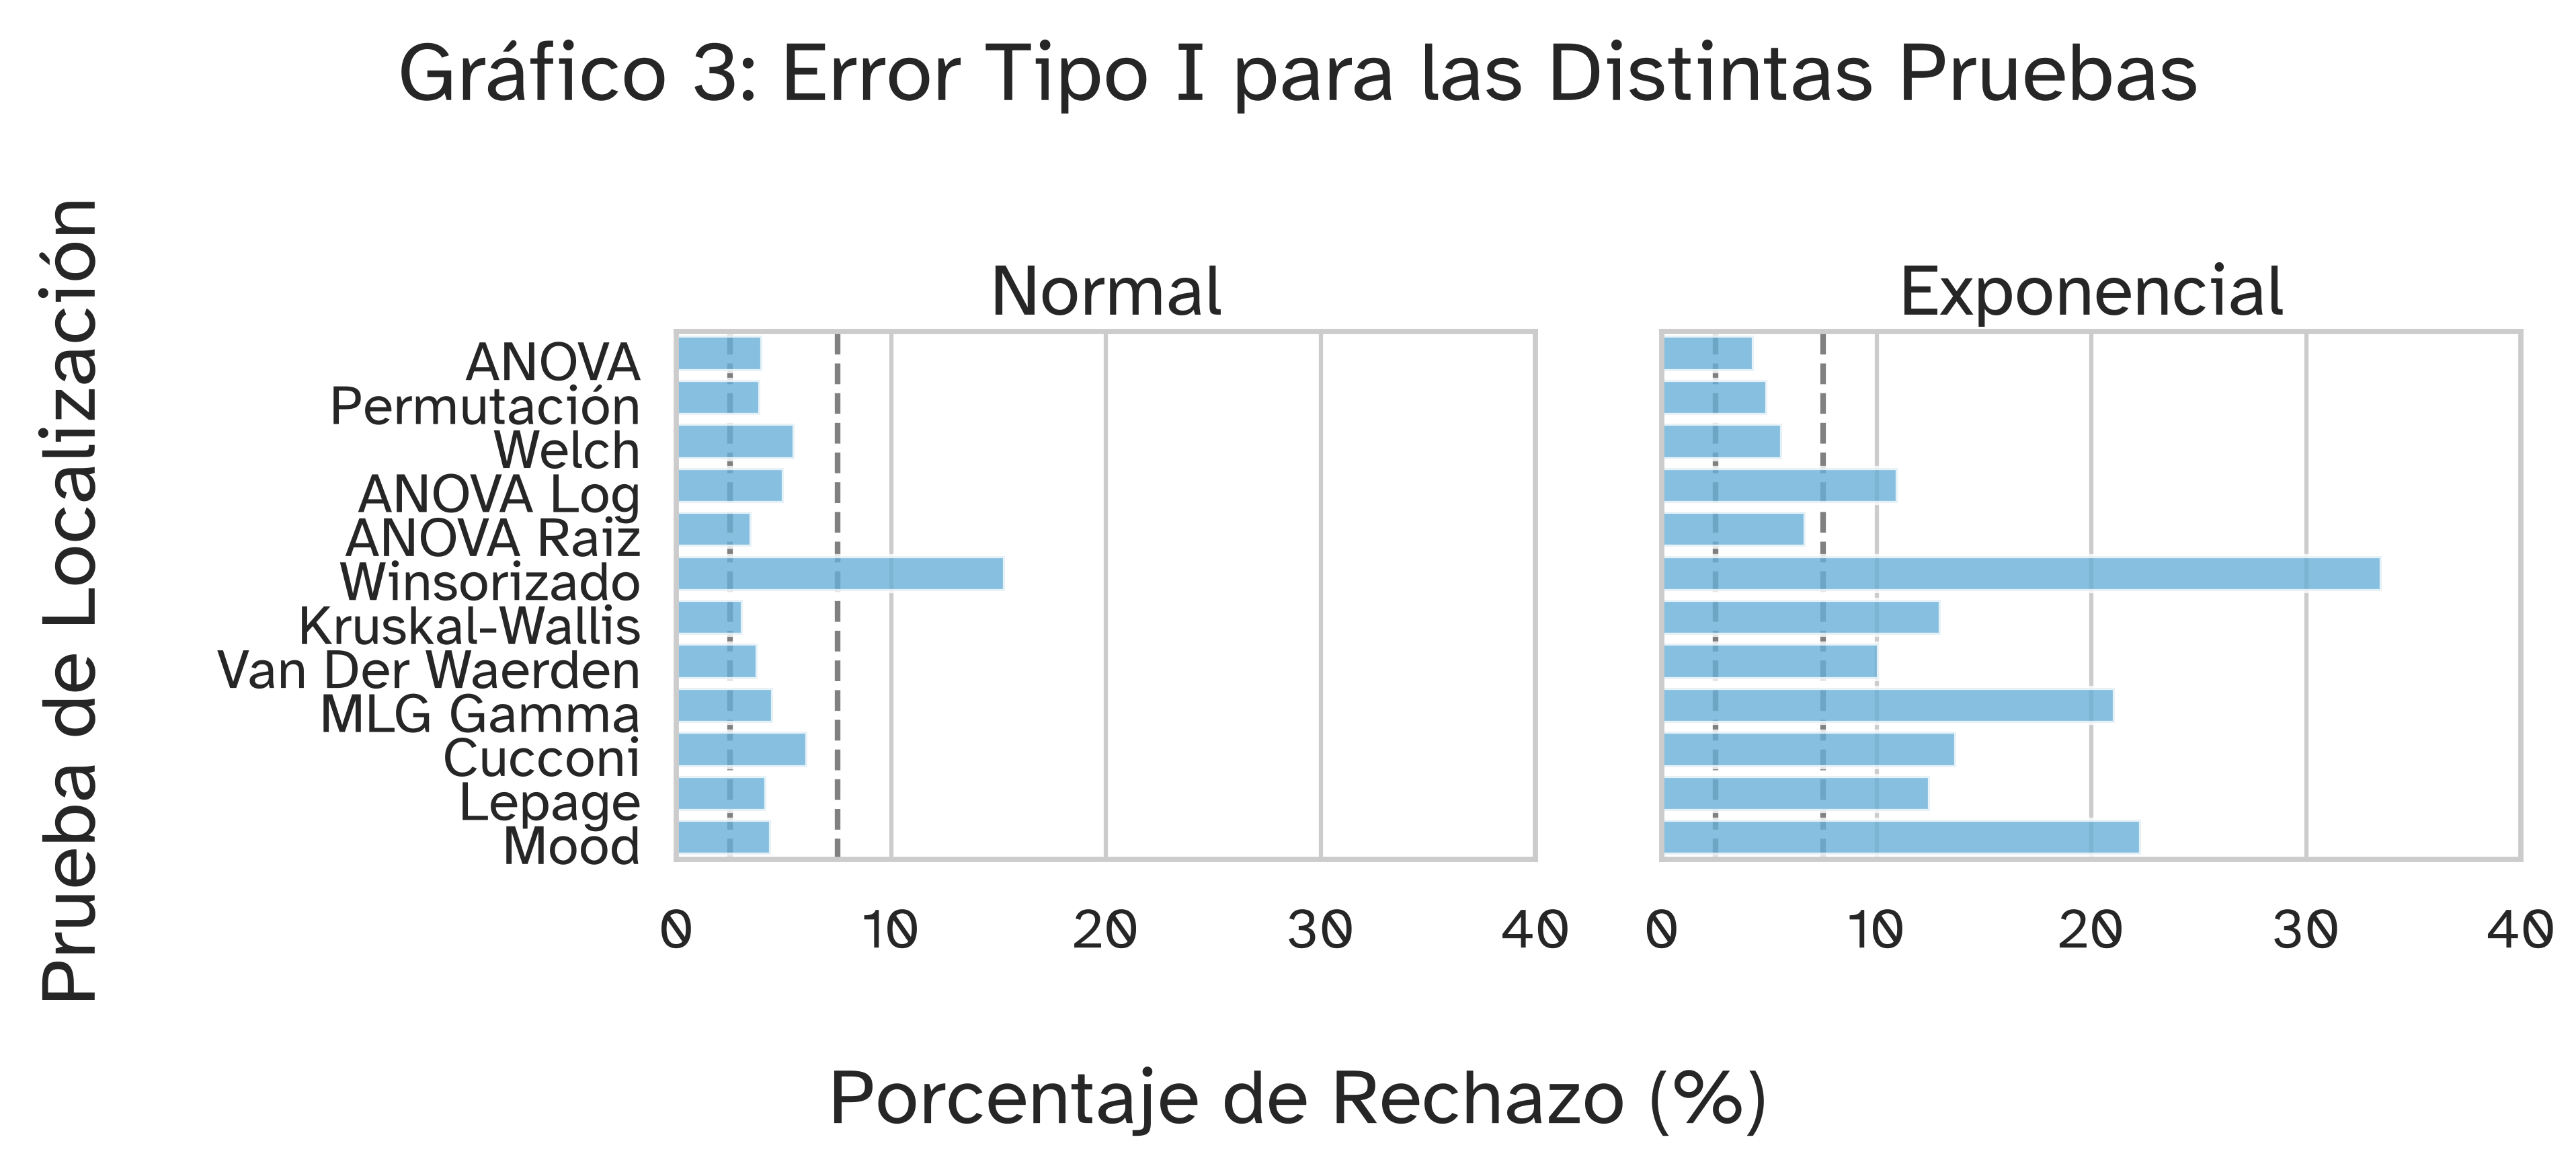 Gráfico 3: Error Tipo I para las Distintas Pruebas
Prueba de Localización
Normal
Exponencial
ANOVA
Permutación
Welch
ANOVA Log
ANOVA Raiz
Winsorizado
Kruskal-Wallis
Van Der Waerden
MLG Gamma
Cucconi
Lepage
Mood
0 10 20 30 40
0 10 20 30 40
Porcentaje de Rechazo (%)